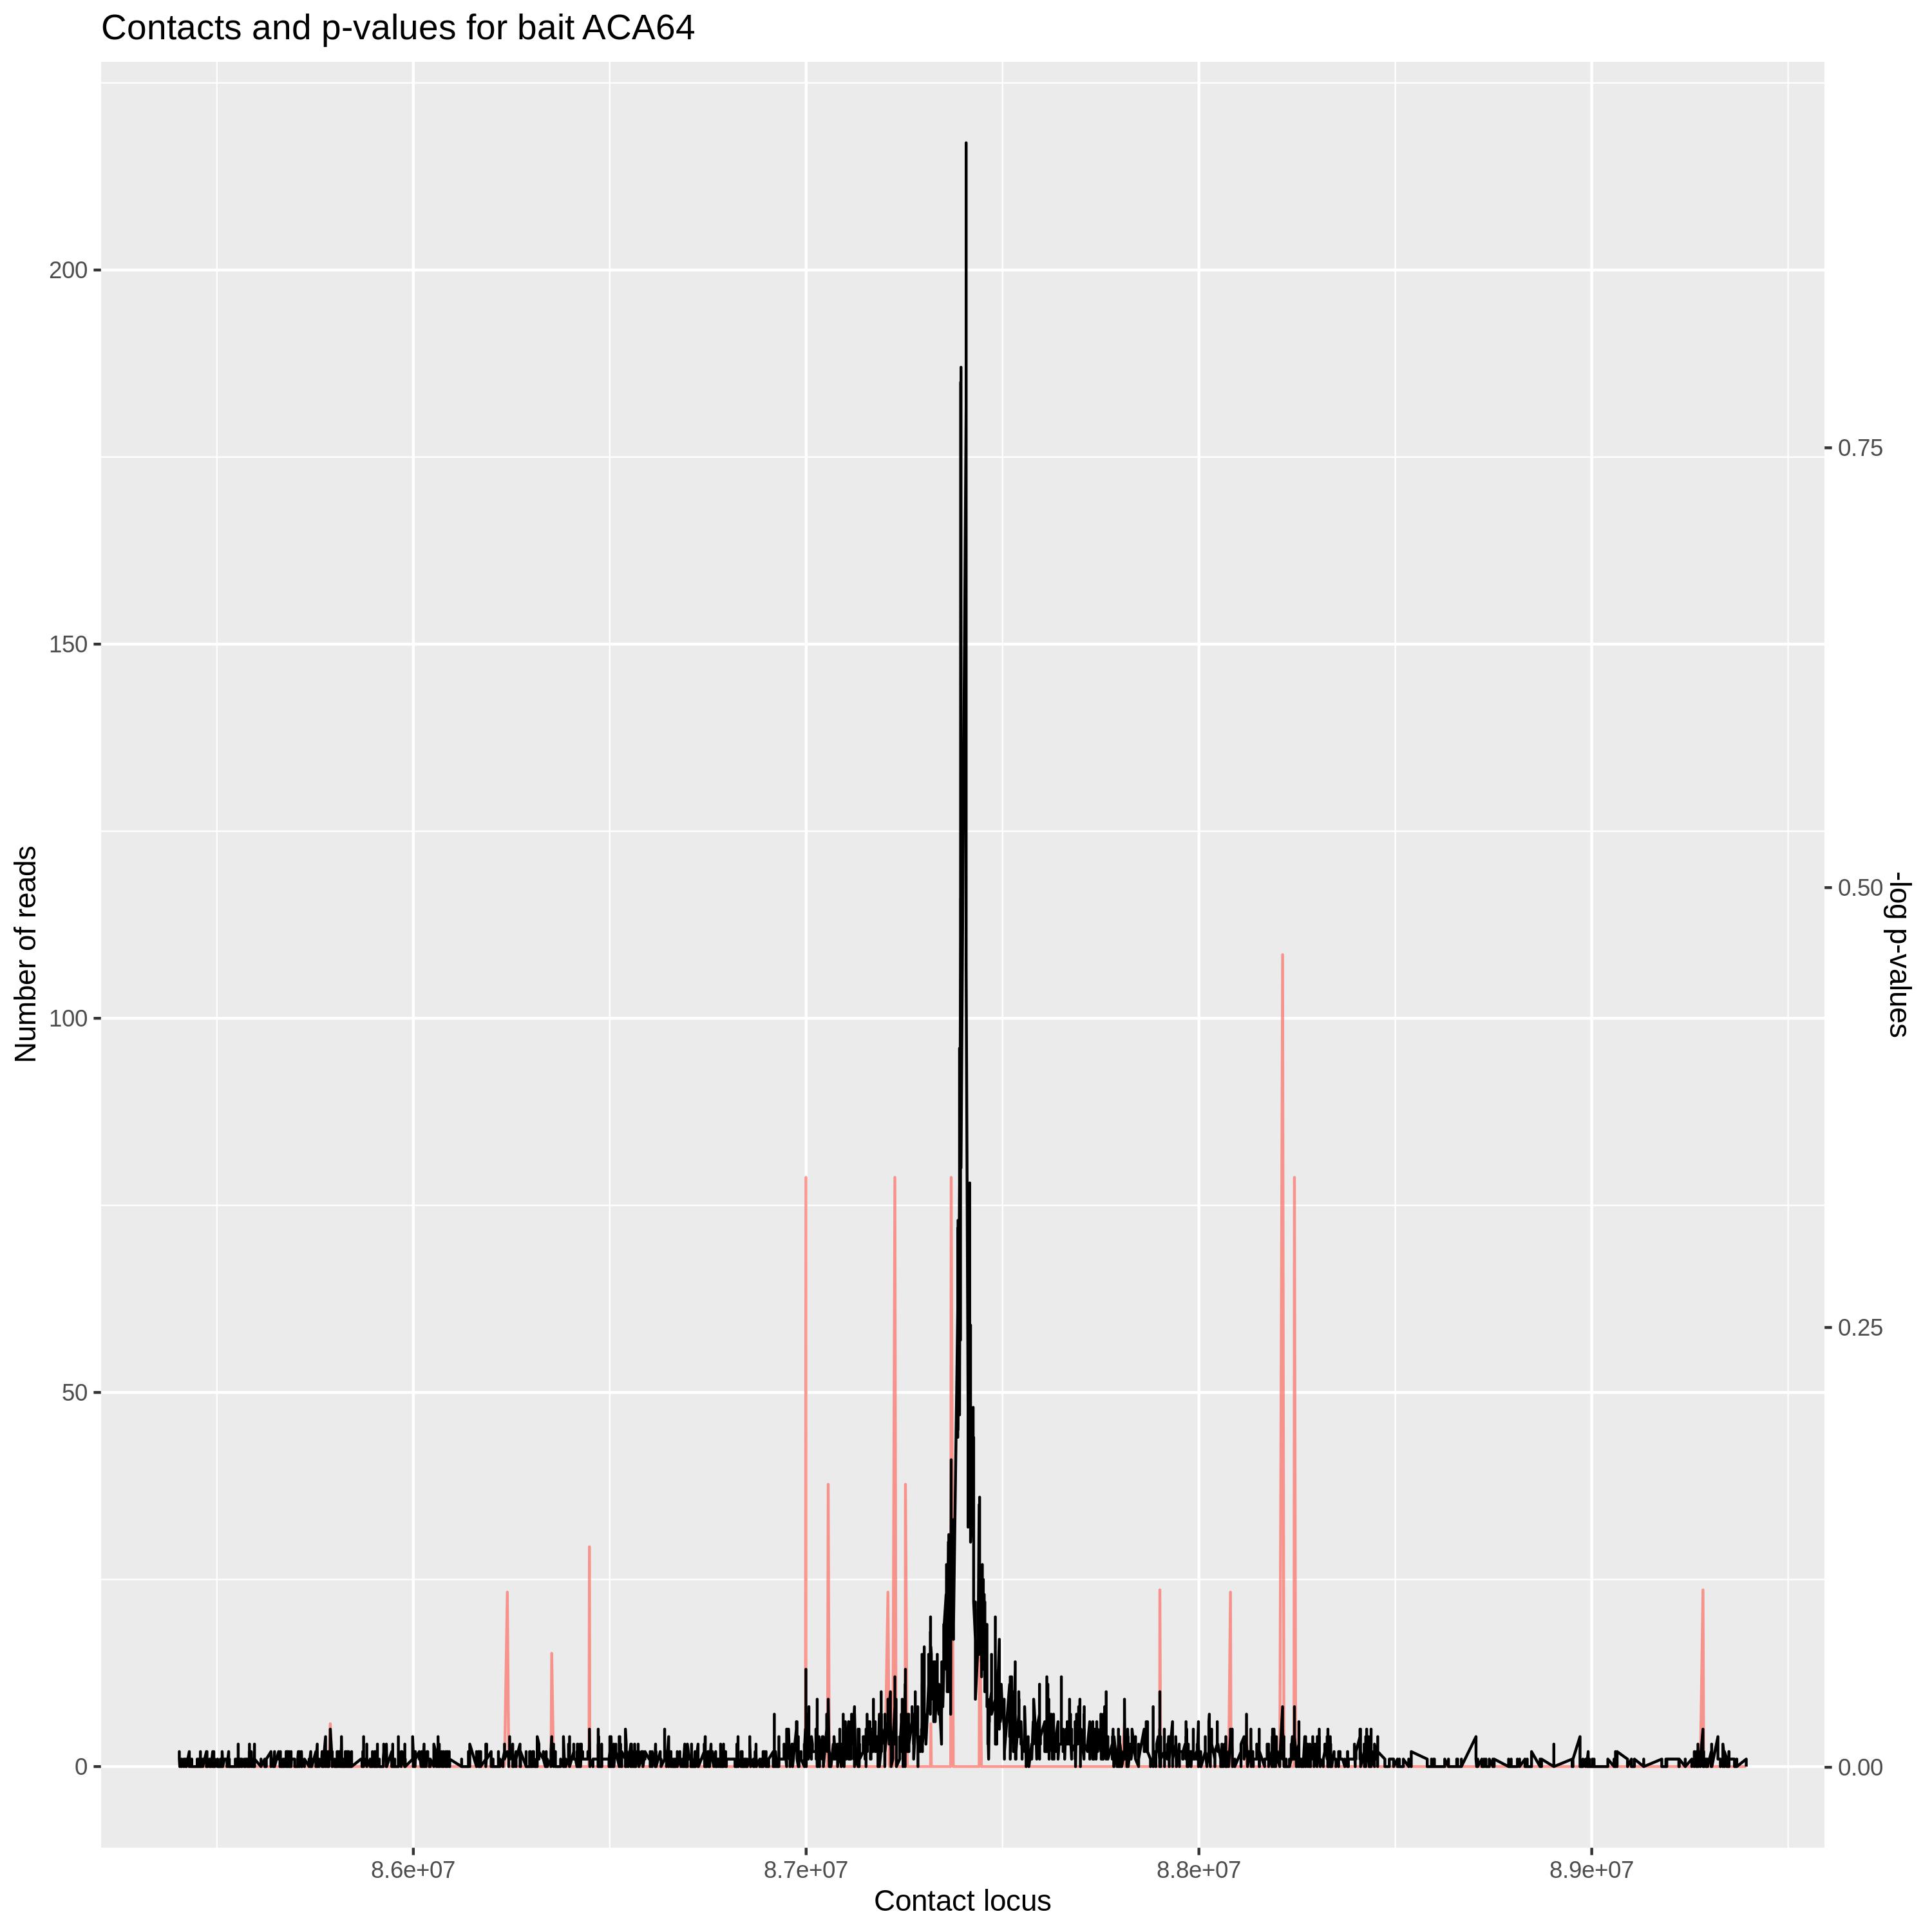 Contacts and p-values for bait ACA64
200
150
100
50
0
Number of reads
0.75
0.50
0.25
0.00
-log p-values
8.6e+07 8.7e+07 8.8e+07 8.9e+07
Contact locus